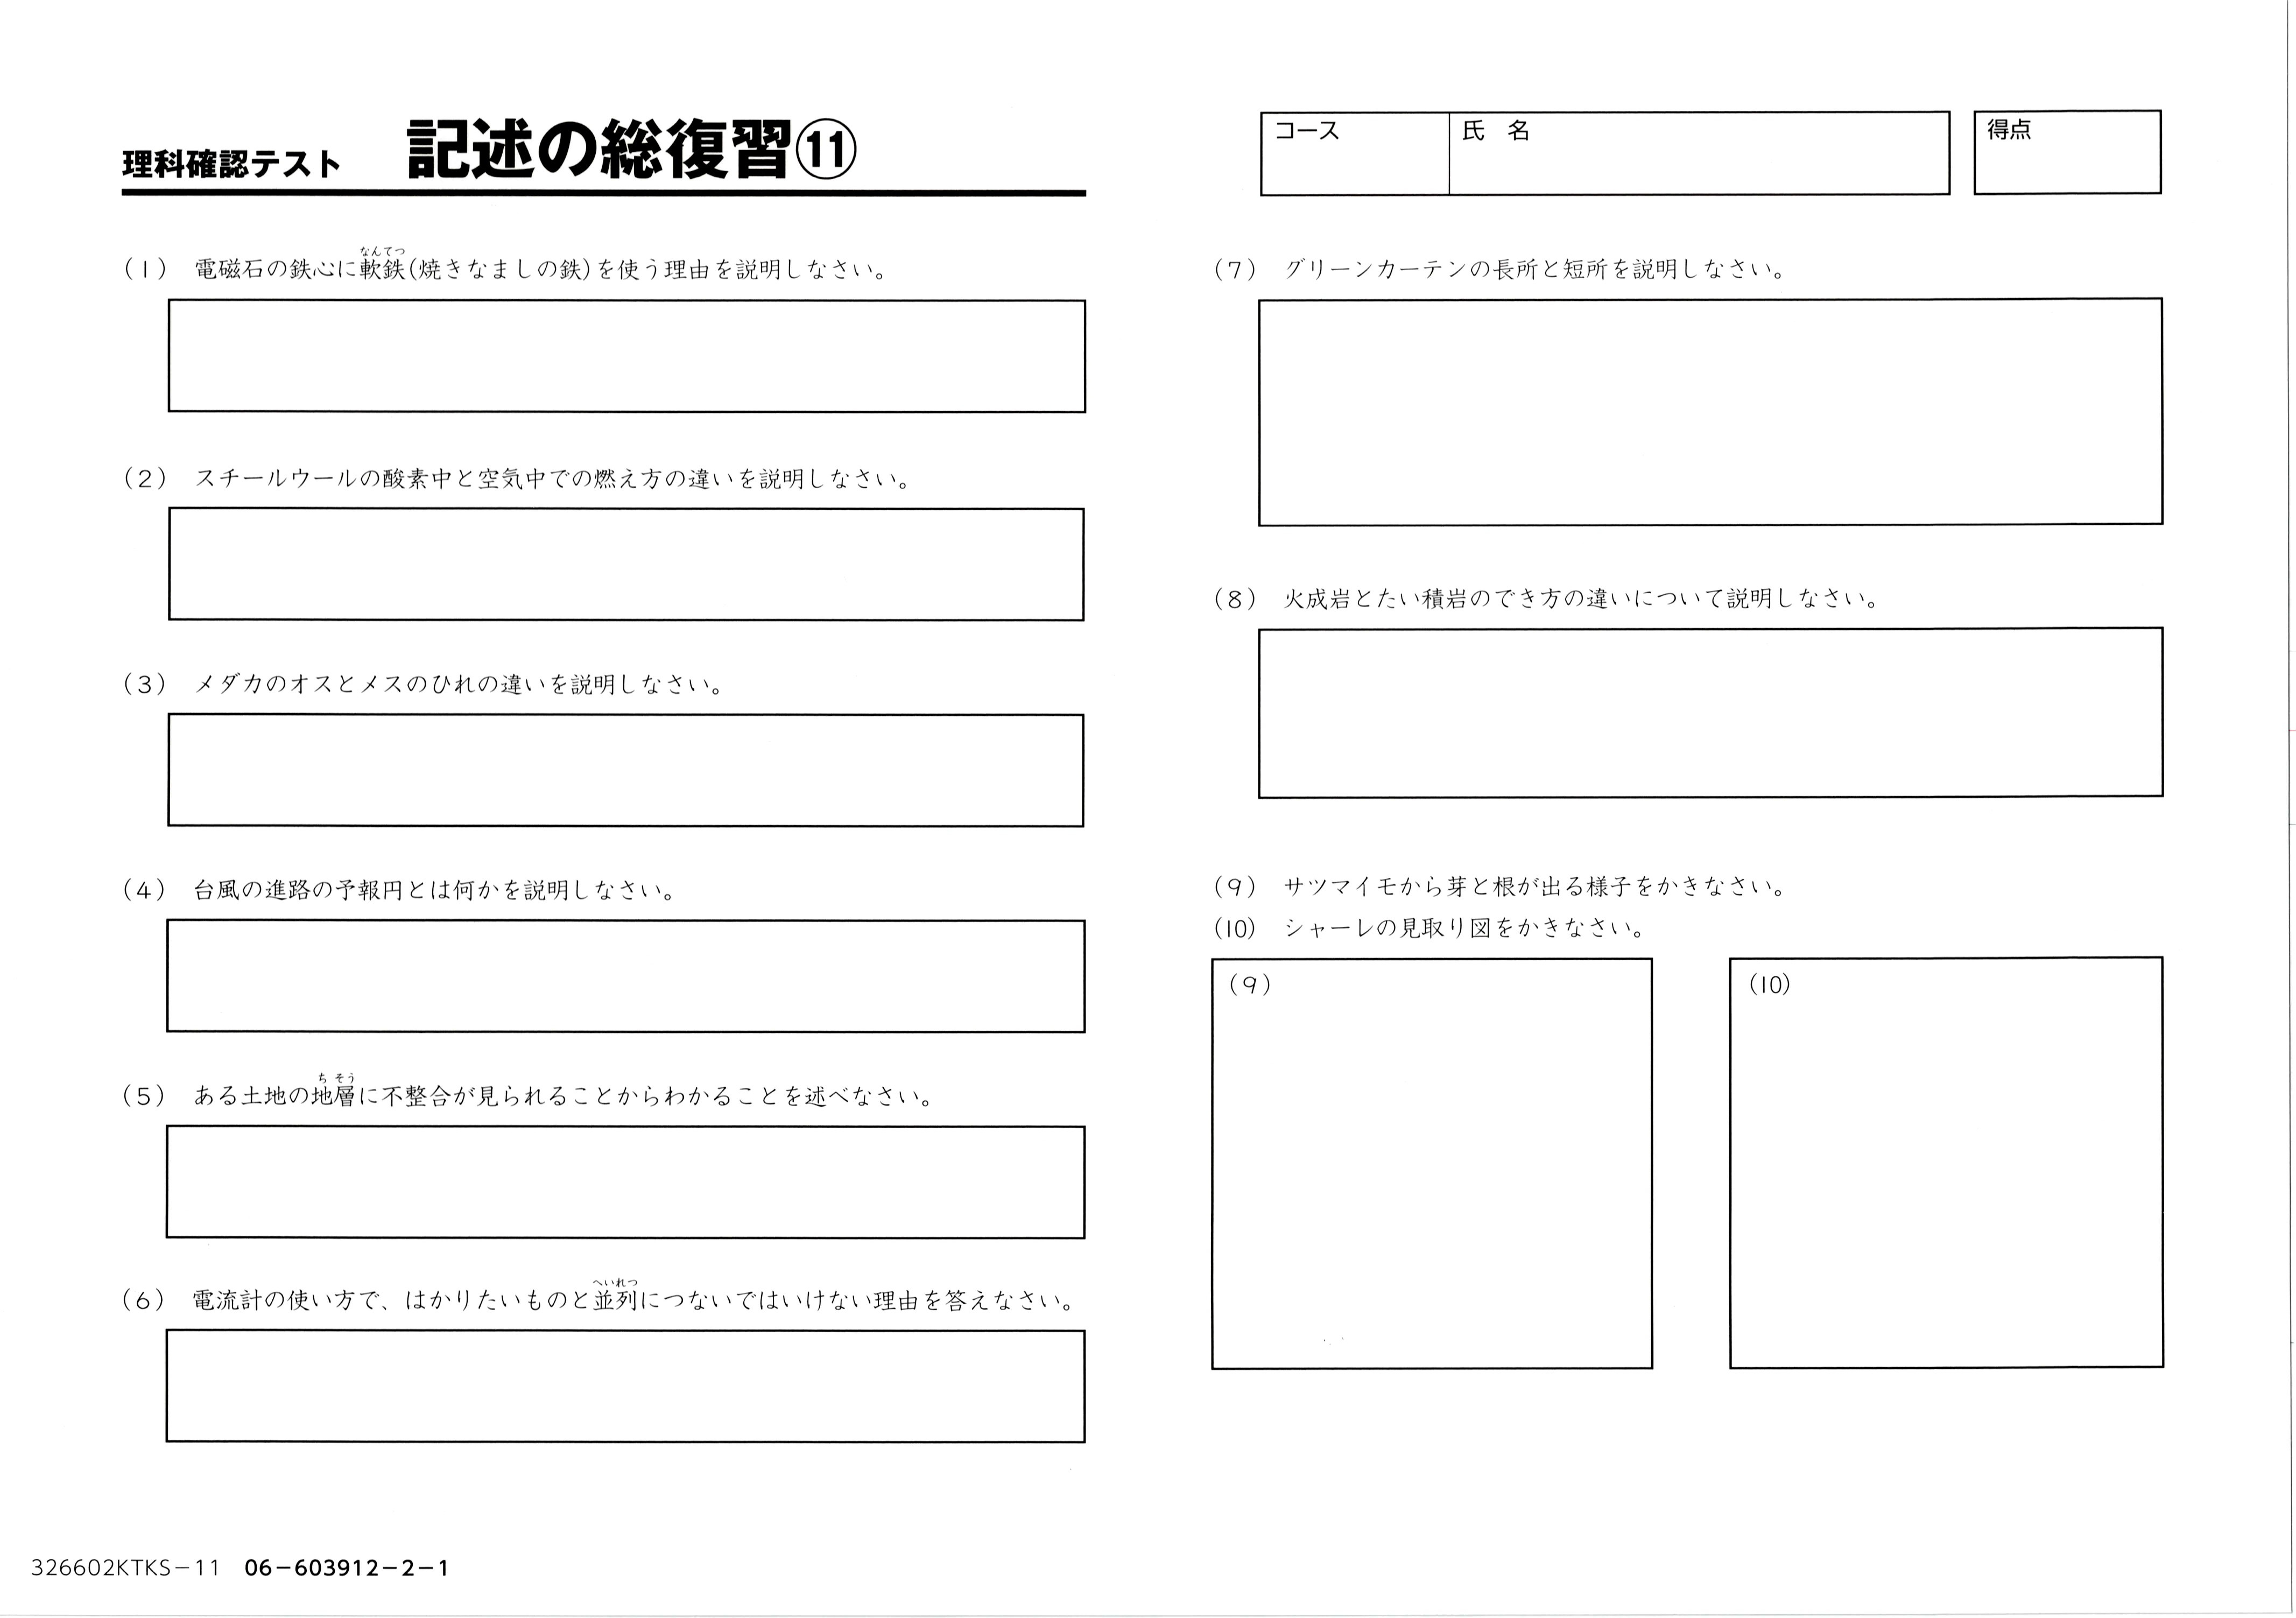 理科確認テスト 記述の総復習⑪
コース 氏名 得点
(1) 電磁石の鉄心に軟鉄(焼きなましの鉄)を使う理由を説明しなさい。
なんてつ
(2) スチールウールの酸素中と空気中での燃え方の違いを説明しなさい。
(3) メダカのオスとメスのひれの違いを説明しなさい。
(4) 台風の進路の予報円とは何かを説明しなさい。
(5) ある土地の地層に不整合が見られることからわかることを述べなさい。
ちそう
(6) 電流計の使い方で、はかりたいものと並列につないではいけない理由を答えなさい。
へいれつ
(7) グリーンカーテンの長所と短所を説明しなさい。
(8) 火成岩とたい積岩のでき方の違いについて説明しなさい。
(9) サツマイモから芽と根が出る様子をかきなさい。
(10) シャーレの見取り図をかきなさい。
(9) (10)
326602KTKS-11 06-603912-2-1